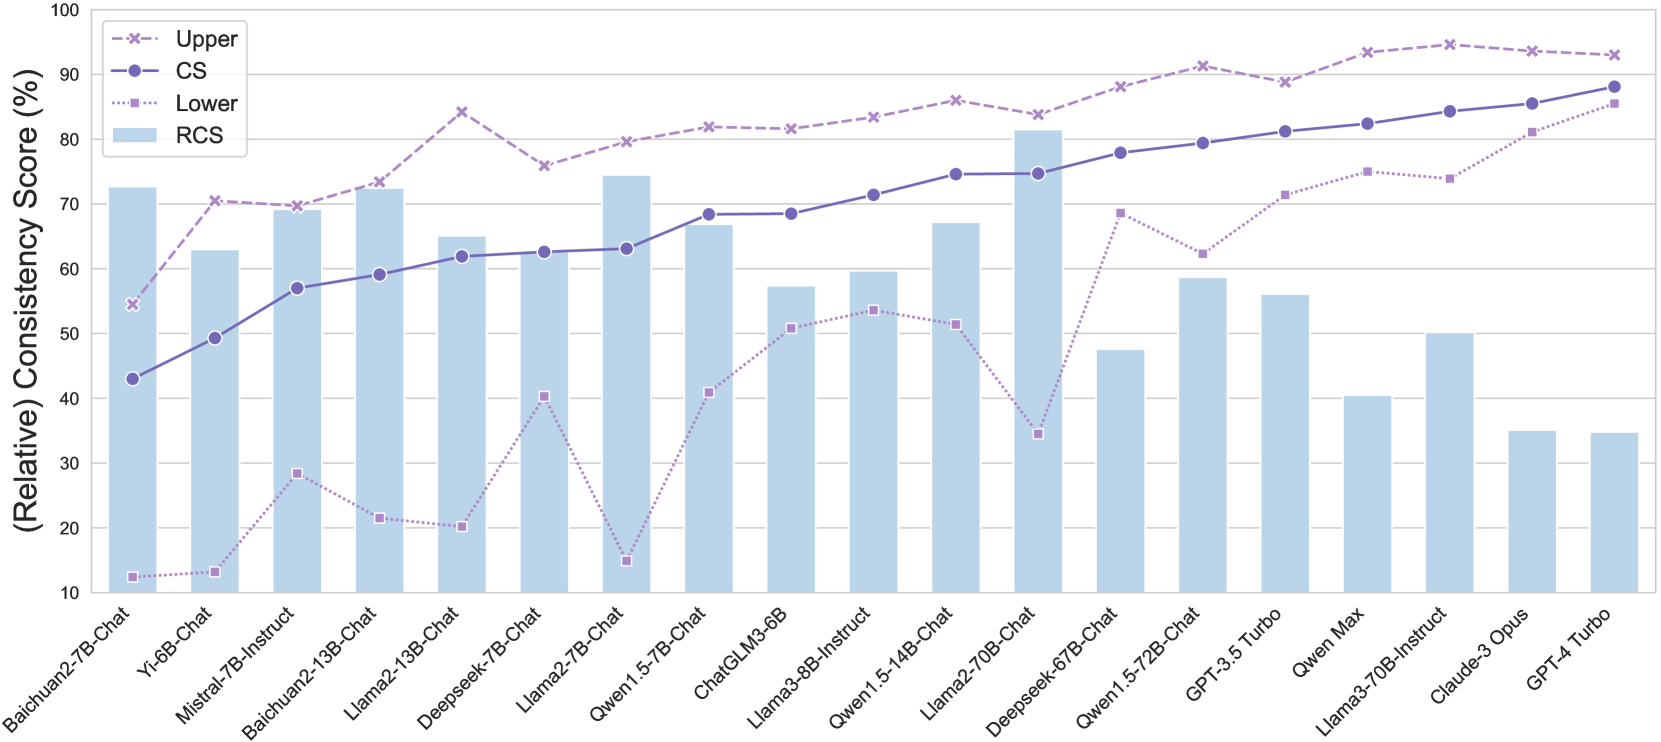 (Relative) Consistency Score (%)
100
90
80
70
60
50
40
30
20
10
Upper
CS
Lower
RCS
Baichuan2-7B-Chat
Yi-6B-Chat
Mistral-7B-Instruct
Baichuan2-13B-Chat
Llama2-13B-Chat
Deepseek-7B-Chat
Llama2-7B-Chat
Qwen1.5-7B-Chat
ChatGLM3-6B
Llama3-8B-Instruct
Qwen1.5-14B-Chat
Llama2-70B-Chat
Deepseek-67B-Chat
Qwen1.5-72B-Chat
GPT-3.5 Turbo
Qwen Max
Llama3-70B-Instruct
Claude-3 Opus
GPT-4 Turbo